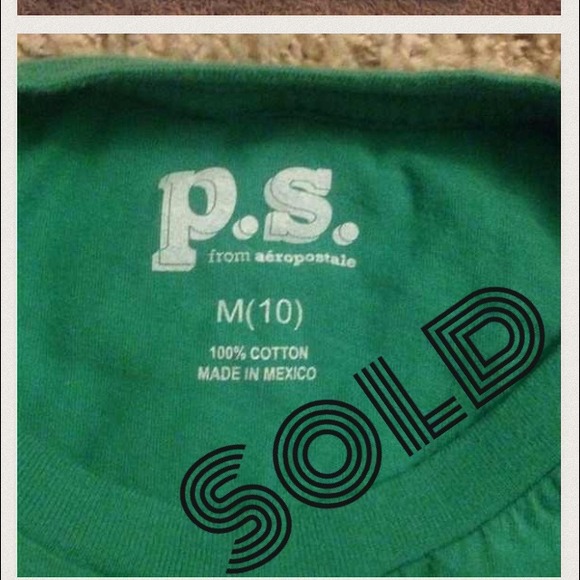 p.s.
from aéropostale
M(10)
100% COTTON
MADE IN MEXICO
SOLD